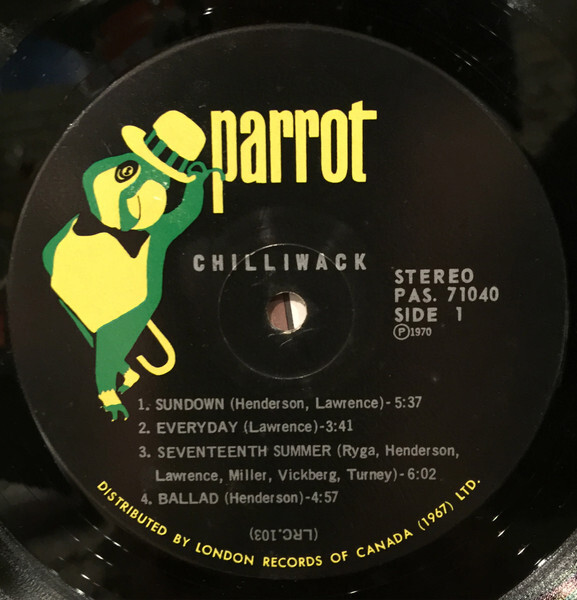 parrot
CHILLIWACK
STEREO
PAS. 71040
SIDE 1
Ⓟ1970
1. SUNDOWN (Henderson, Lawrence)-5:37
2. EVERYDAY (Lawrence)-3:41
3. SEVENTEENTH SUMMER (Ryga, Henderson,
Lawrence, Miller, Vickberg, Turney)-6:02
4. BALLAD (Henderson)-4:57
(LRC.103)
DISTRIBUTED BY LONDON RECORDS OF CANADA (1967) LTD.